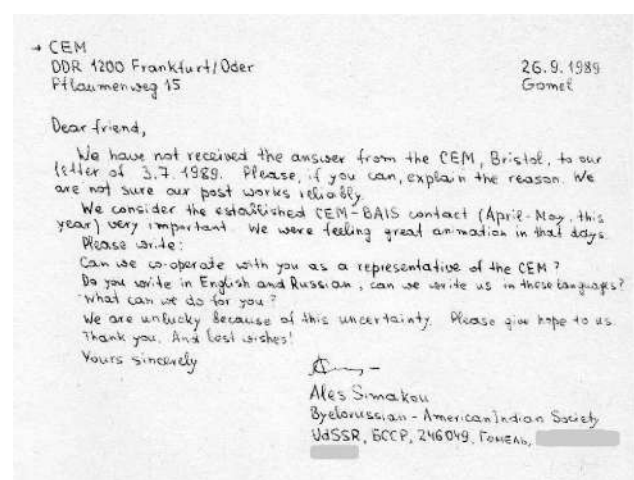 → CEM
DDR 1200 Frankfurt/Oder
Pflaumenweg 15
26.9.1989
Gomel
Dear friend,
We have not received the answer from the CEM, Bristol, to our
letter of 3.7.1989. Please, if you can, explain the reason. We
are not sure our post works reliably.
We consider the established CEM-BAIS contact (April-May, this
year) very important. We were feeling great animation in that days.
Please write:
Can we co-operate with you as a representative of the CEM?
Do you write in English and Russian, can we write us in these languages?
What can we do for you?
We are unlucky because of this uncertainty. Please give hope to us.
Thank you. And best wishes!
Yours sincerely
Ales Simakou
Byelorussian-American Indian Society
UdSSR, БССР, 246049, Гомель,